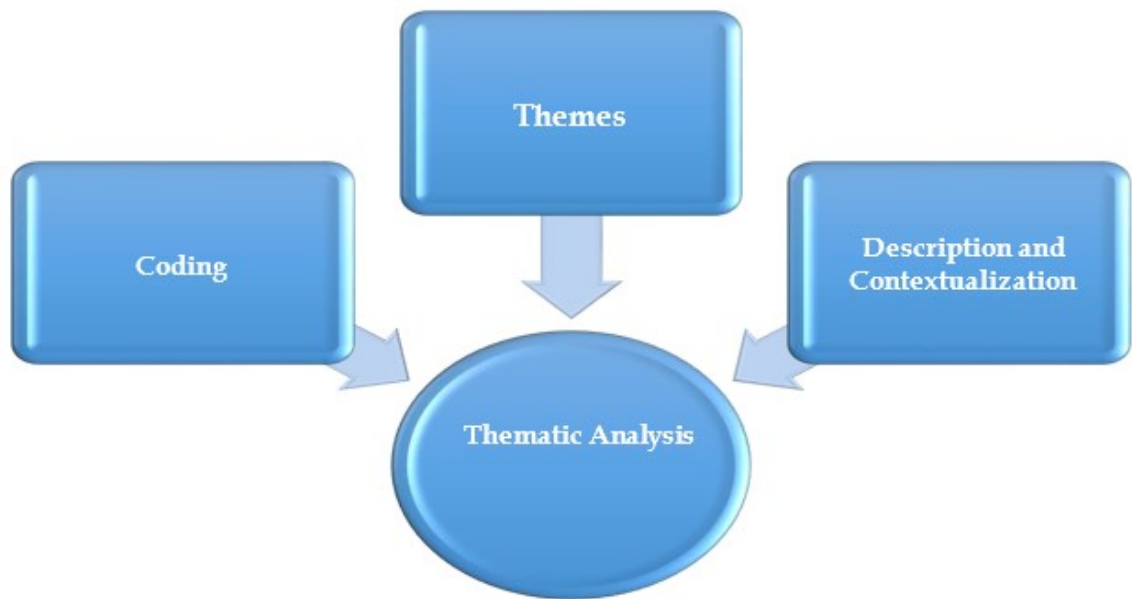 Themes
Coding
Description and
Contextualization
Thematic Analysis